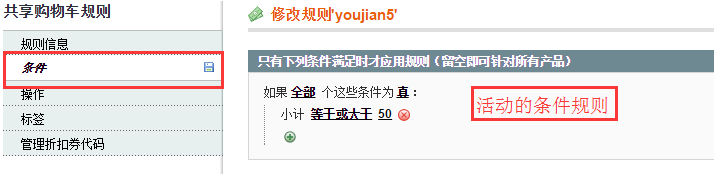 共享购物车规则
规则信息
条件
操作
标签
管理折扣券代码
修改规则'youjian5'
只有下列条件满足时才应用规则（留空即可针对所有产品）
如果 全部 个这些条件为 真：
小计 等于或大于 50
活动的条件规则